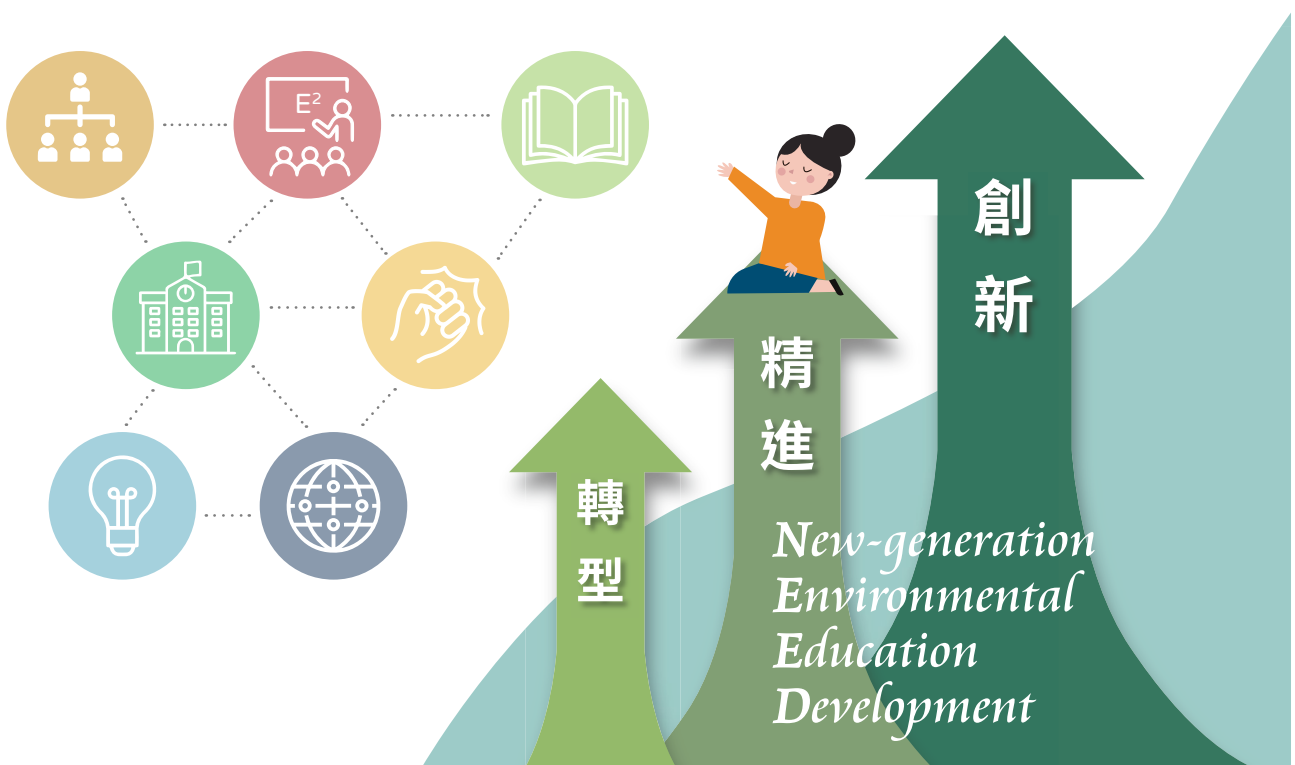 E²
轉型
精進
創新
New-generation
Environmental
Education
Development